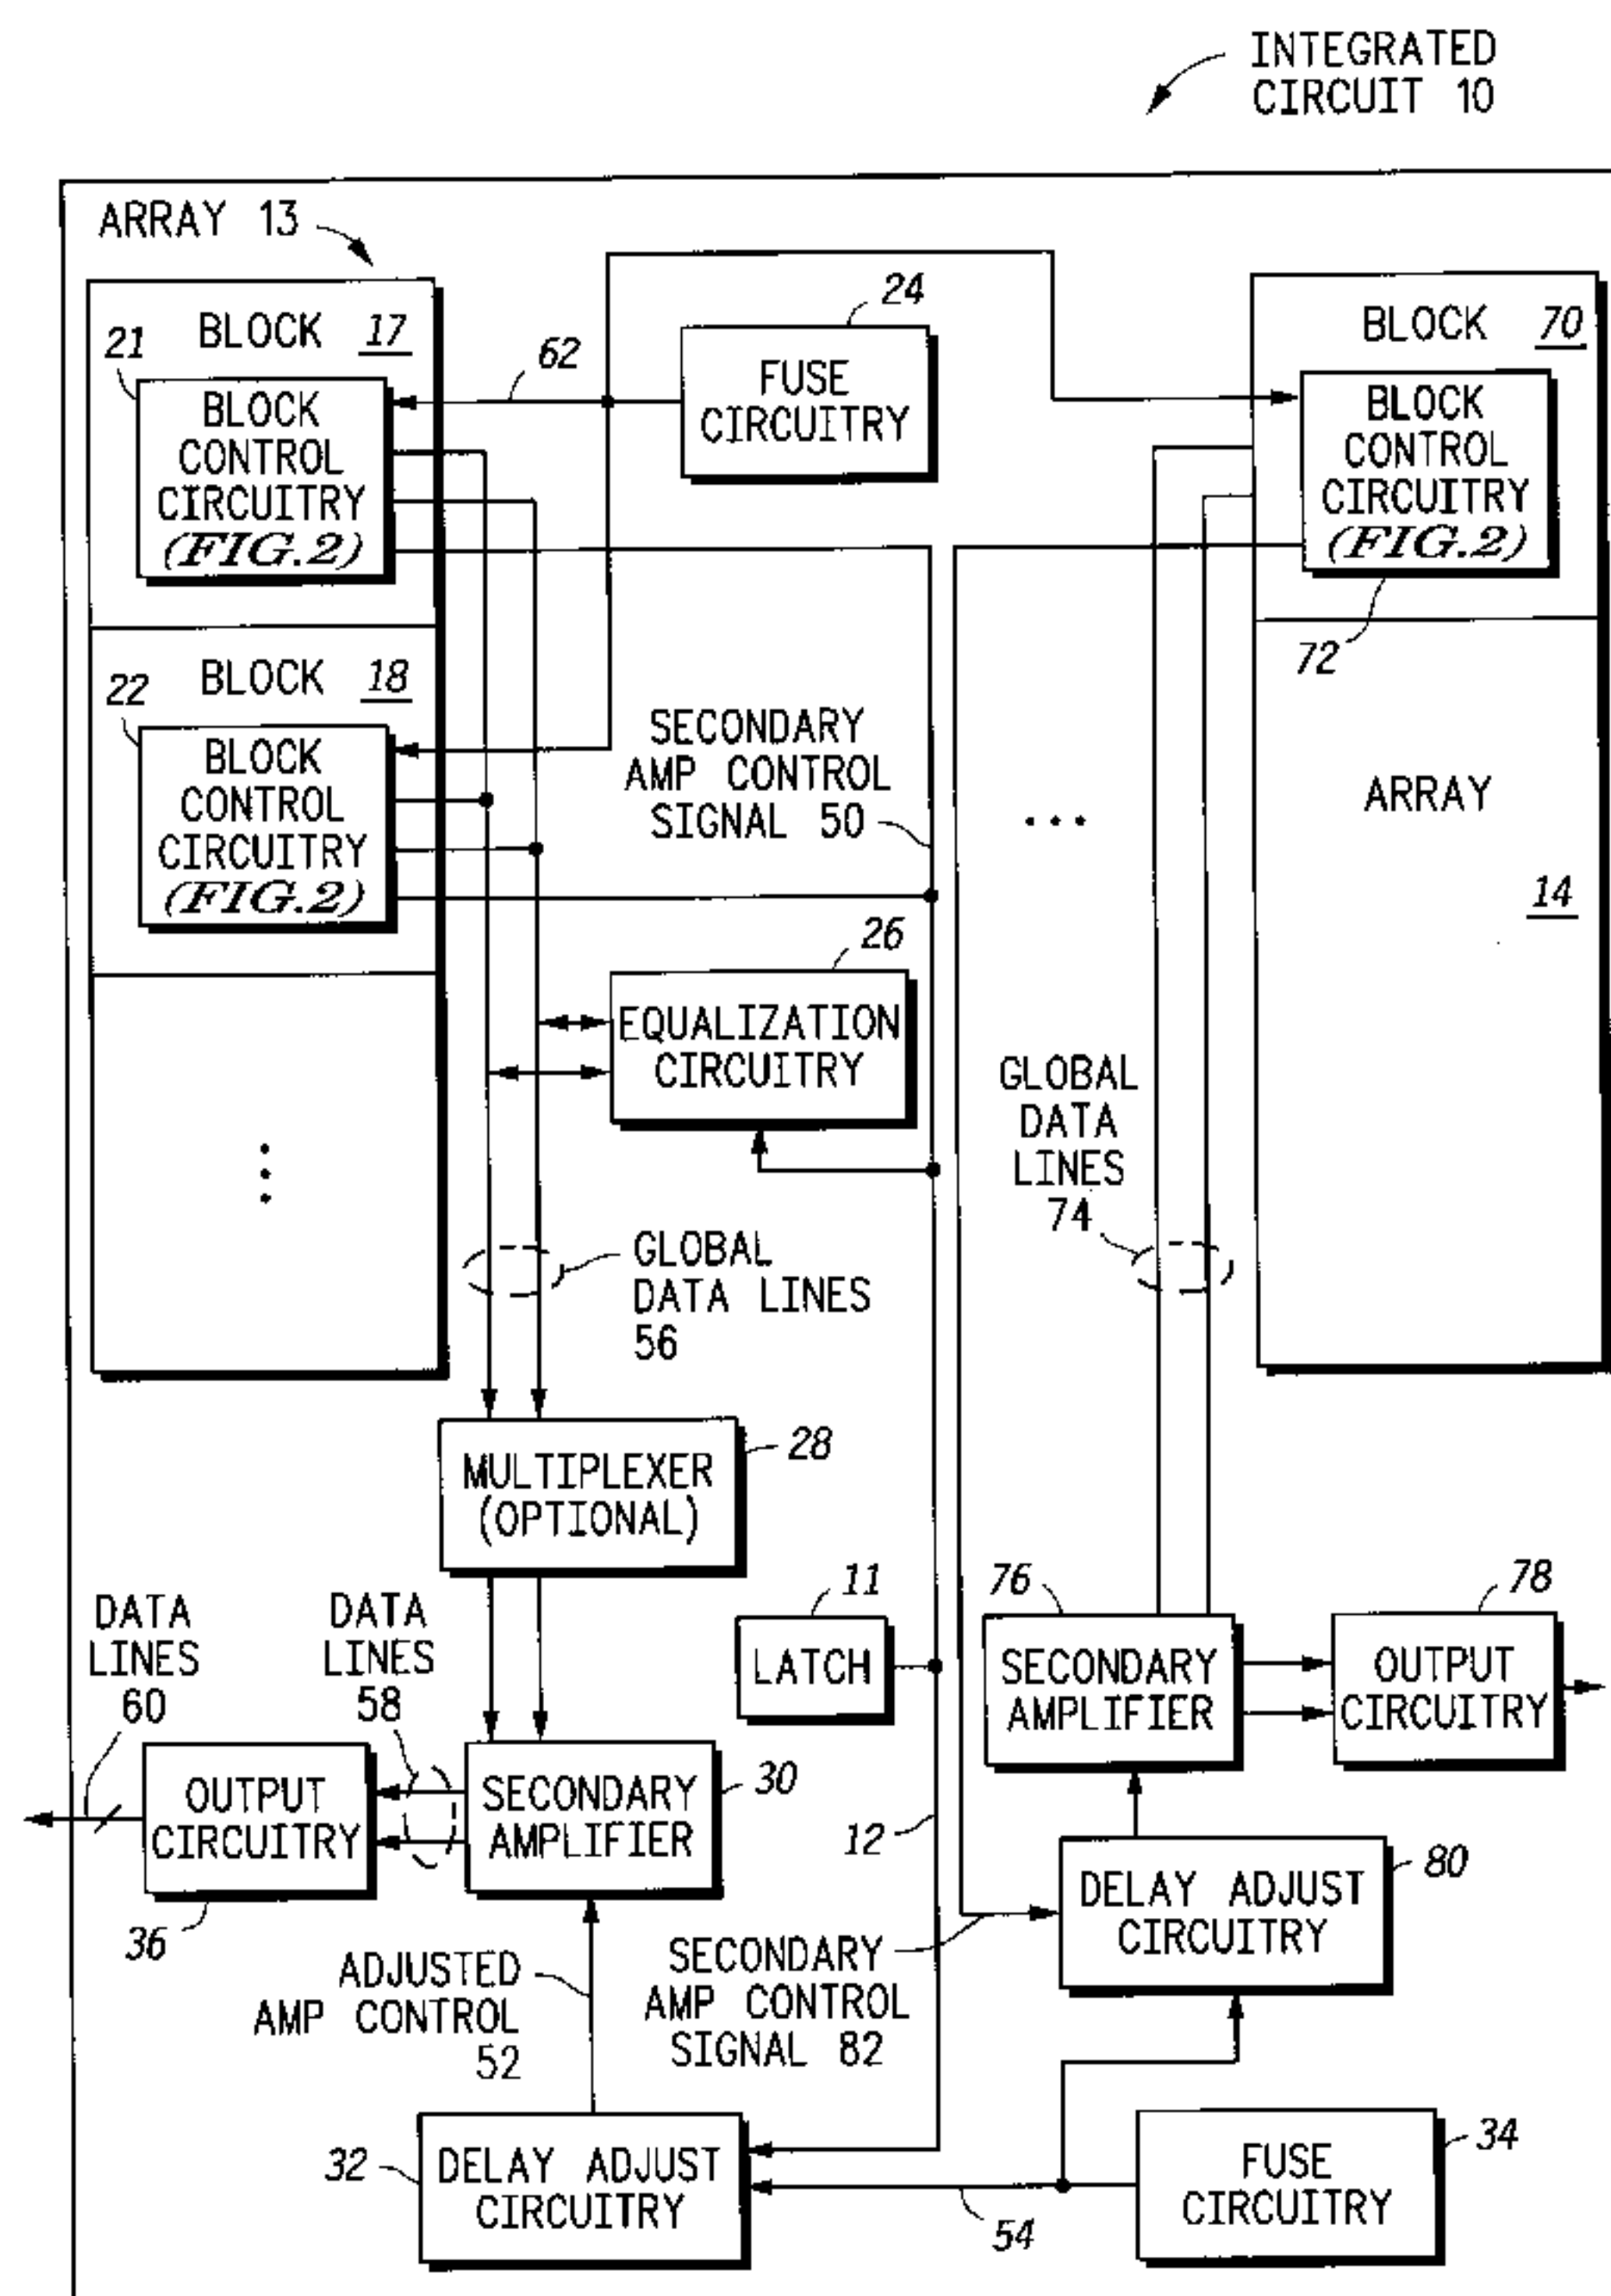 INTEGRATED
CIRCUIT 10
ARRAY 13
24
21
BLOCK 17
62
FUSE
CIRCUITRY
BLOCK 70
BLOCK
CONTROL
CIRCUITRY
(FIG.2)
BLOCK
CONTROL
CIRCUITRY
(FIG.2)
72
22
BLOCK 18
BLOCK
CONTROL
CIRCUITRY
(FIG.2)
SECONDARY
AMP CONTROL
SIGNAL 50
...
ARRAY
14
26
EQUALIZATION
CIRCUITRY
GLOBAL
DATA
LINES
74
GLOBAL
DATA LINES
56
MULTIPLEXER
(OPTIONAL)
28
11
LATCH
76
SECONDARY
AMPLIFIER
78
OUTPUT
CIRCUITRY
DATA
LINES
60
DATA
LINES
58
OUTPUT
CIRCUITRY
36
SECONDARY
AMPLIFIER
30
12
DELAY ADJUST
CIRCUITRY
80
ADJUSTED
AMP CONTROL
52
SECONDARY
AMP CONTROL
SIGNAL 82
32
DELAY ADJUST
CIRCUITRY
54
FUSE
CIRCUITRY
34